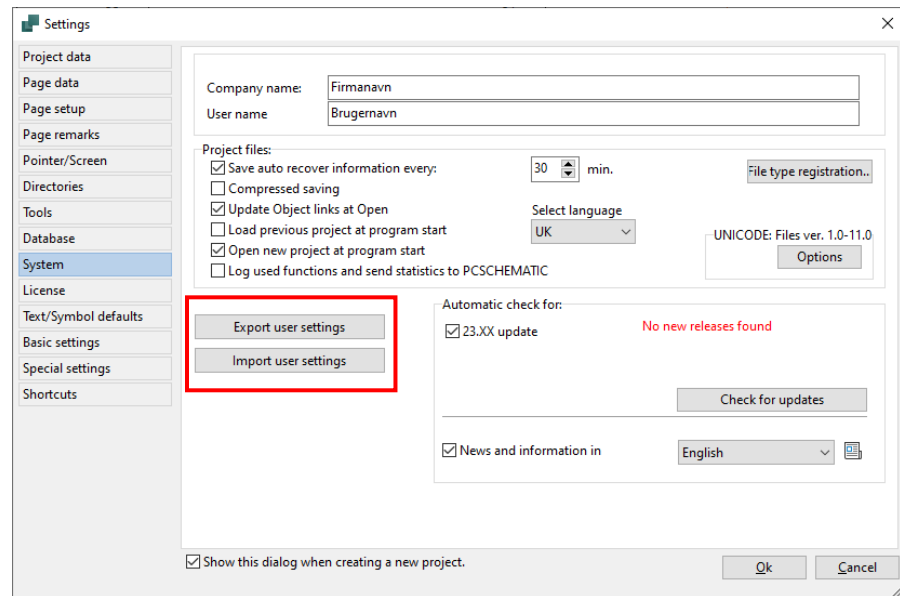 Settings
Project data
Page data
Page setup
Page remarks
Pointer/Screen
Directories
Tools
Database
System
License
Text/Symbol defaults
Basic settings
Special settings
Shortcuts
Company name: Firmanavn
User name Brugernavn
Project files:
Save auto recover information every: 30 min.
File type registration..
Compressed saving
Update Object links at Open
Select language
Load previous project at program start
UK
UNICODE: Files ver. 1.0-11.0
Open new project at program start
Options
Log used functions and send statistics to PCSCHEMATIC
Export user settings
Import user settings
Automatic check for:
23.XX update
No new releases found
Check for updates
News and information in English
Show this dialog when creating a new project.
Ok Cancel